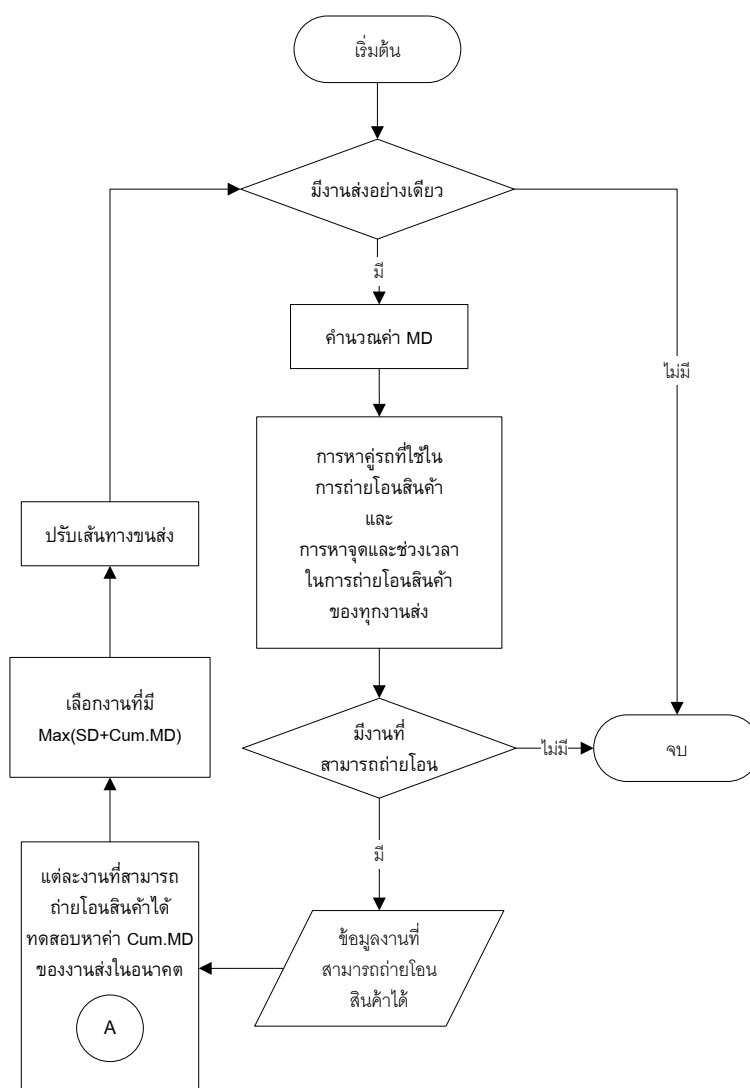 เริ่มต้น
มีงานส่งอย่างเดียว
มี
ไม่มี
คำนวณค่า MD
การหาคู่รถที่ใช้ใน
การถ่ายโอนสินค้า
และ
การหาจุดและช่วงเวลา
ในการถ่ายโอนสินค้า
ของทุกงานส่ง
มีงานที่
สามารถถ่ายโอน
ไม่มี
จบ
มี
ข้อมูลงานที่
สามารถถ่ายโอน
สินค้าได้
แต่ละงานที่สามารถ
ถ่ายโอนสินค้าได้
ทดสอบหาค่า Cum.MD
ของงานส่งในอนาคต
A
เลือกงานที่มี
Max(SD+Cum.MD)
ปรับเส้นทางขนส่ง